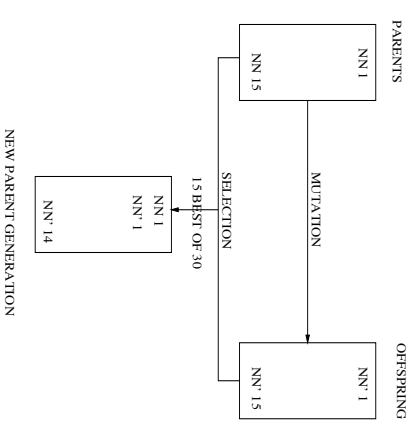 PARENTS
OFFSPRING
NN 1
NN 15
MUTATION
NN' 1
NN' 15
SELECTION
15 BEST OF 30
NN 1
NN' 1
NN' 14
NEW PARENT GENERATION